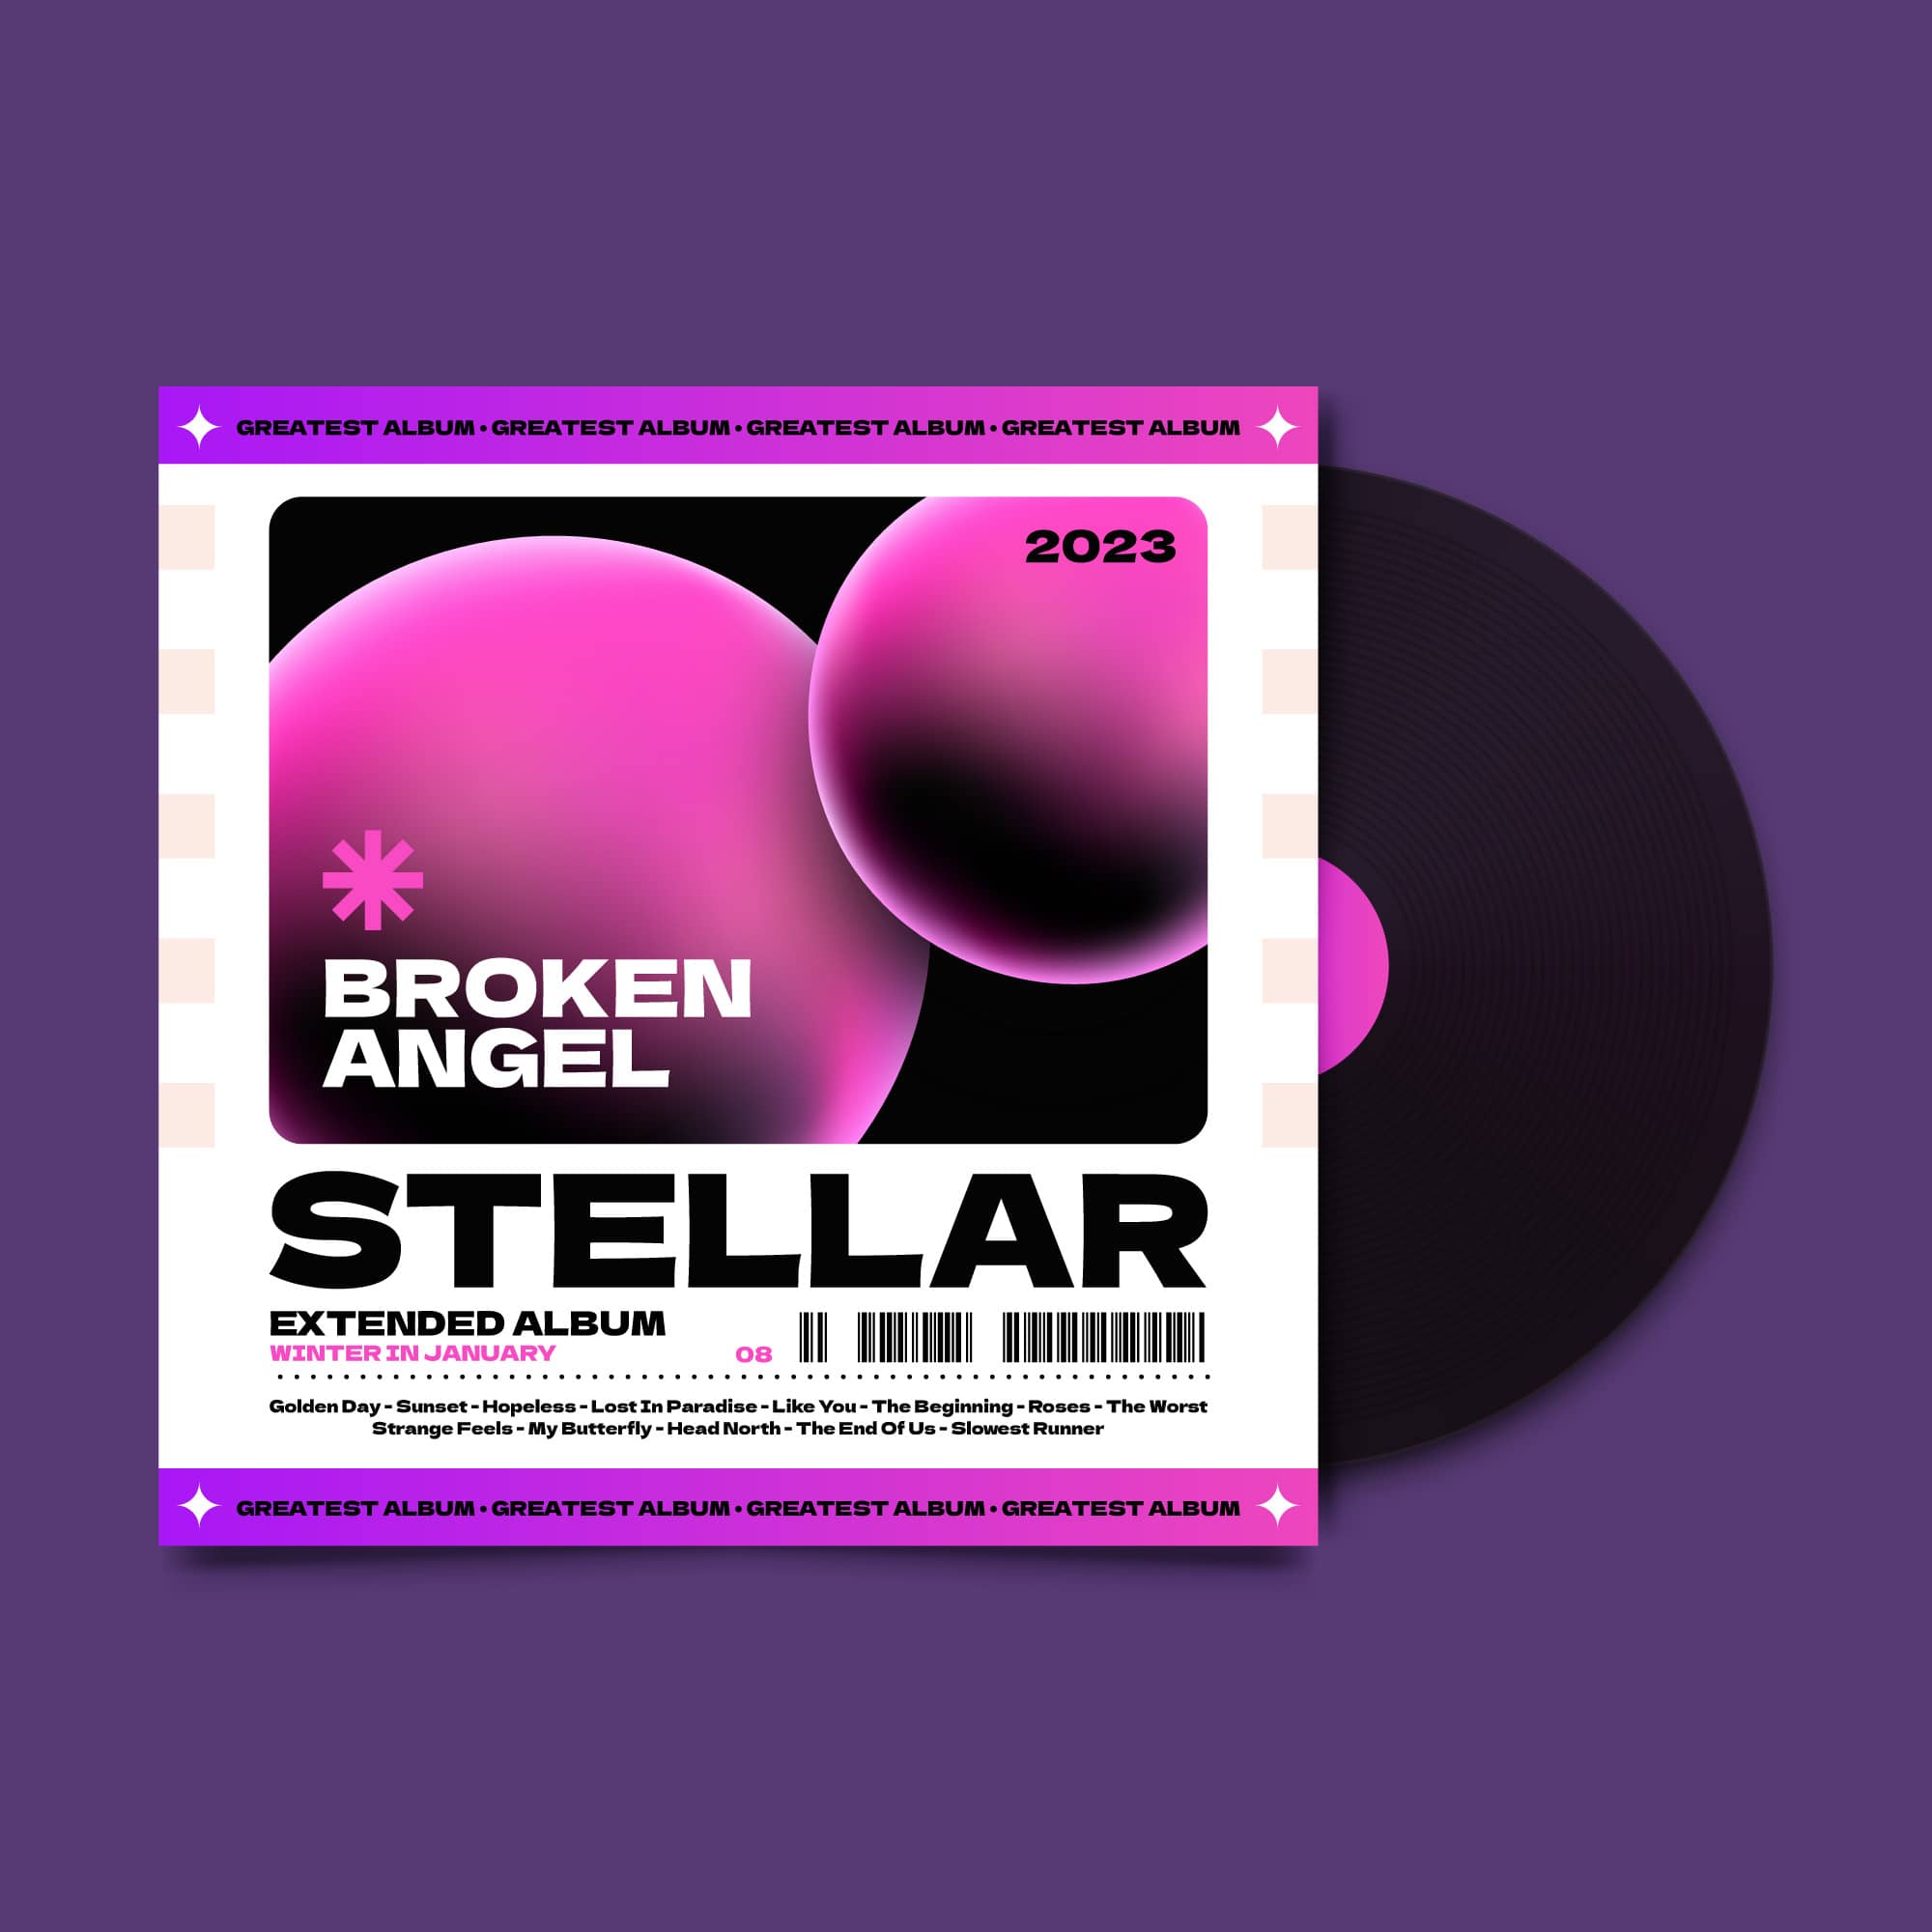 GREATEST ALBUM • GREATEST ALBUM • GREATEST ALBUM • GREATEST ALBUM
2023
BROKEN
ANGEL
STELLAR
EXTENDED ALBUM
WINTER IN JANUARY
08
Golden Day - Sunset - Hopeless - Lost In Paradise - Like You - The Beginning - Roses - The Worst
Strange Feels - My Butterfly - Head North - The End Of Us - Slowest Runner
GREATEST ALBUM • GREATEST ALBUM • GREATEST ALBUM • GREATEST ALBUM